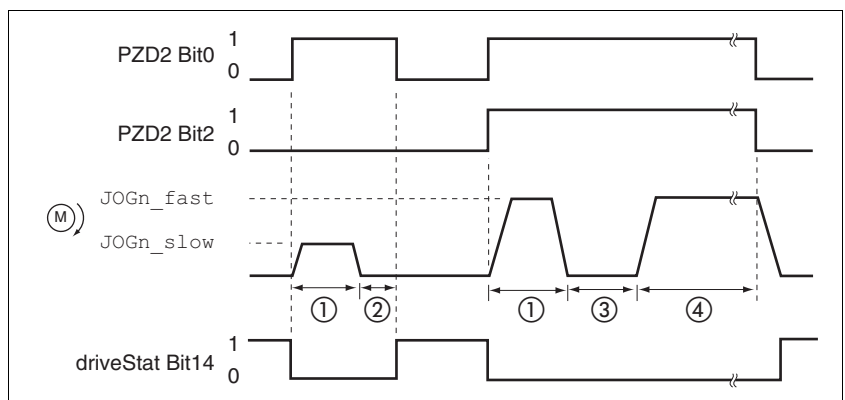 PZD2 Bit0
1
0
PZD2 Bit2
1
0
M
JOGn_fast
JOGn_slow
① ② ① ③ ④
driveStat Bit14
1
0